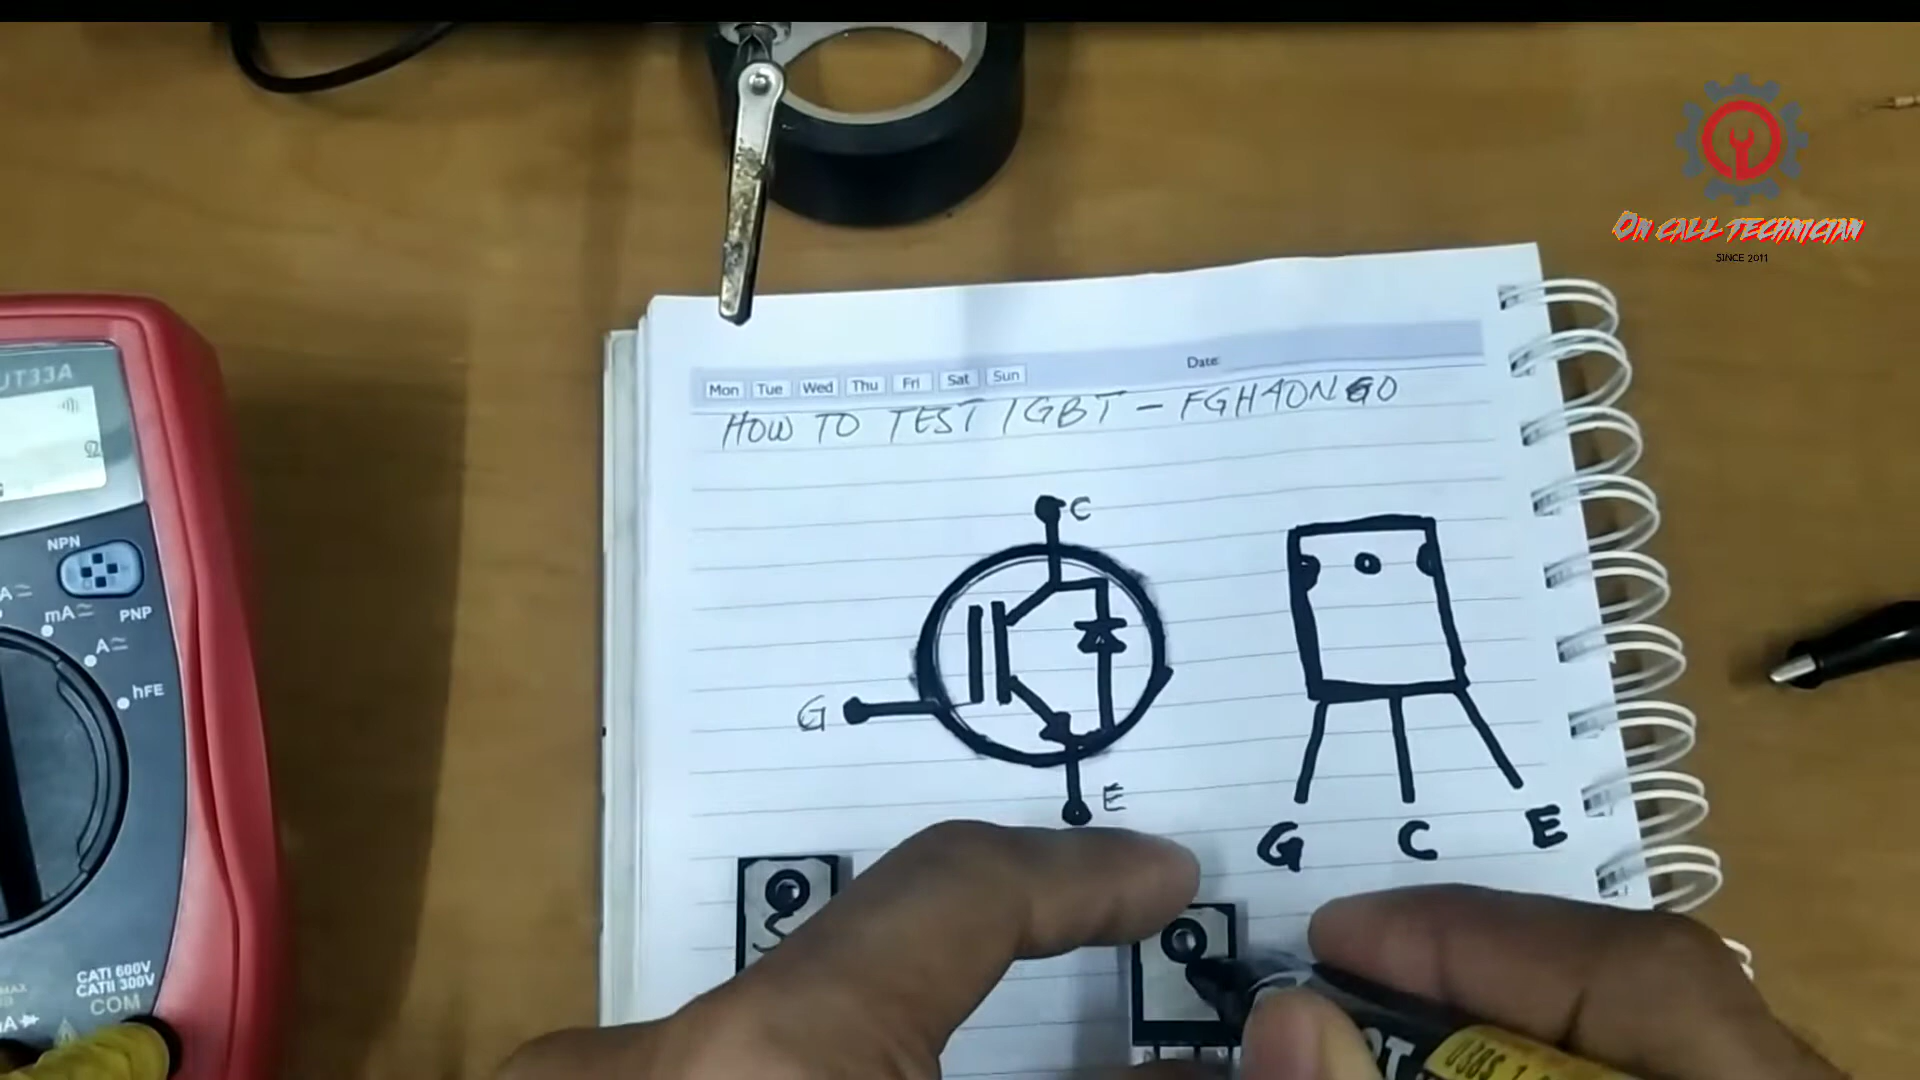 On call technician
SINCE 2011
Mon Tue Wed Thu Fri Sat Sun
Date:
HOW TO TEST IGBT - FGH40N60
C
G
E
G C E
UT33A
Ω
NPN
A
mA
PNP
A
hFE
CATI 600V
CATII 300V
COM
MAX